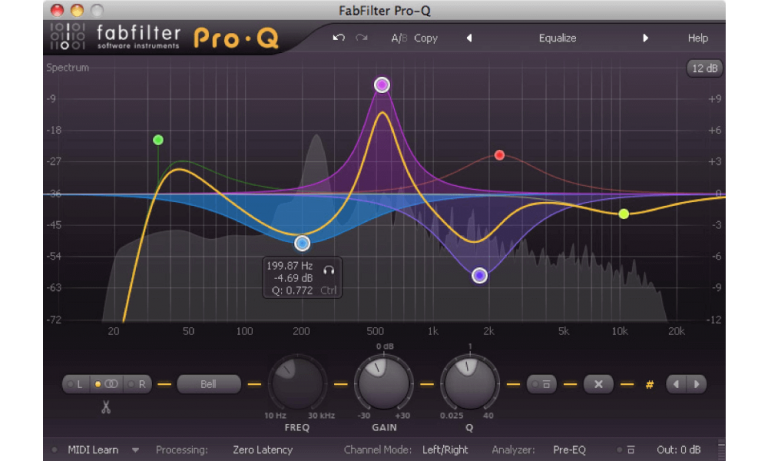 FabFilter Pro-Q
fabfilter
software instruments
Pro·Q
A/B Copy
Equalize
Help
Spectrum
12 dB
-9 +9
-18 +6
-27 +3
-36 0
-45 -3
-54 -6
-63 -9
-72 -12
199.87 Hz
-4.69 dB
Q: 0.772 Ctrl
20 50 100 200 500 1k 2k 5k 10k 20k
0 dB 1
L R Bell #
10 Hz 30 kHz -30 +30 0.025 40
FREQ GAIN Q
MIDI Learn Processing: Zero Latency Channel Mode: Left/Right Analyzer: Pre-EQ Out: 0 dB